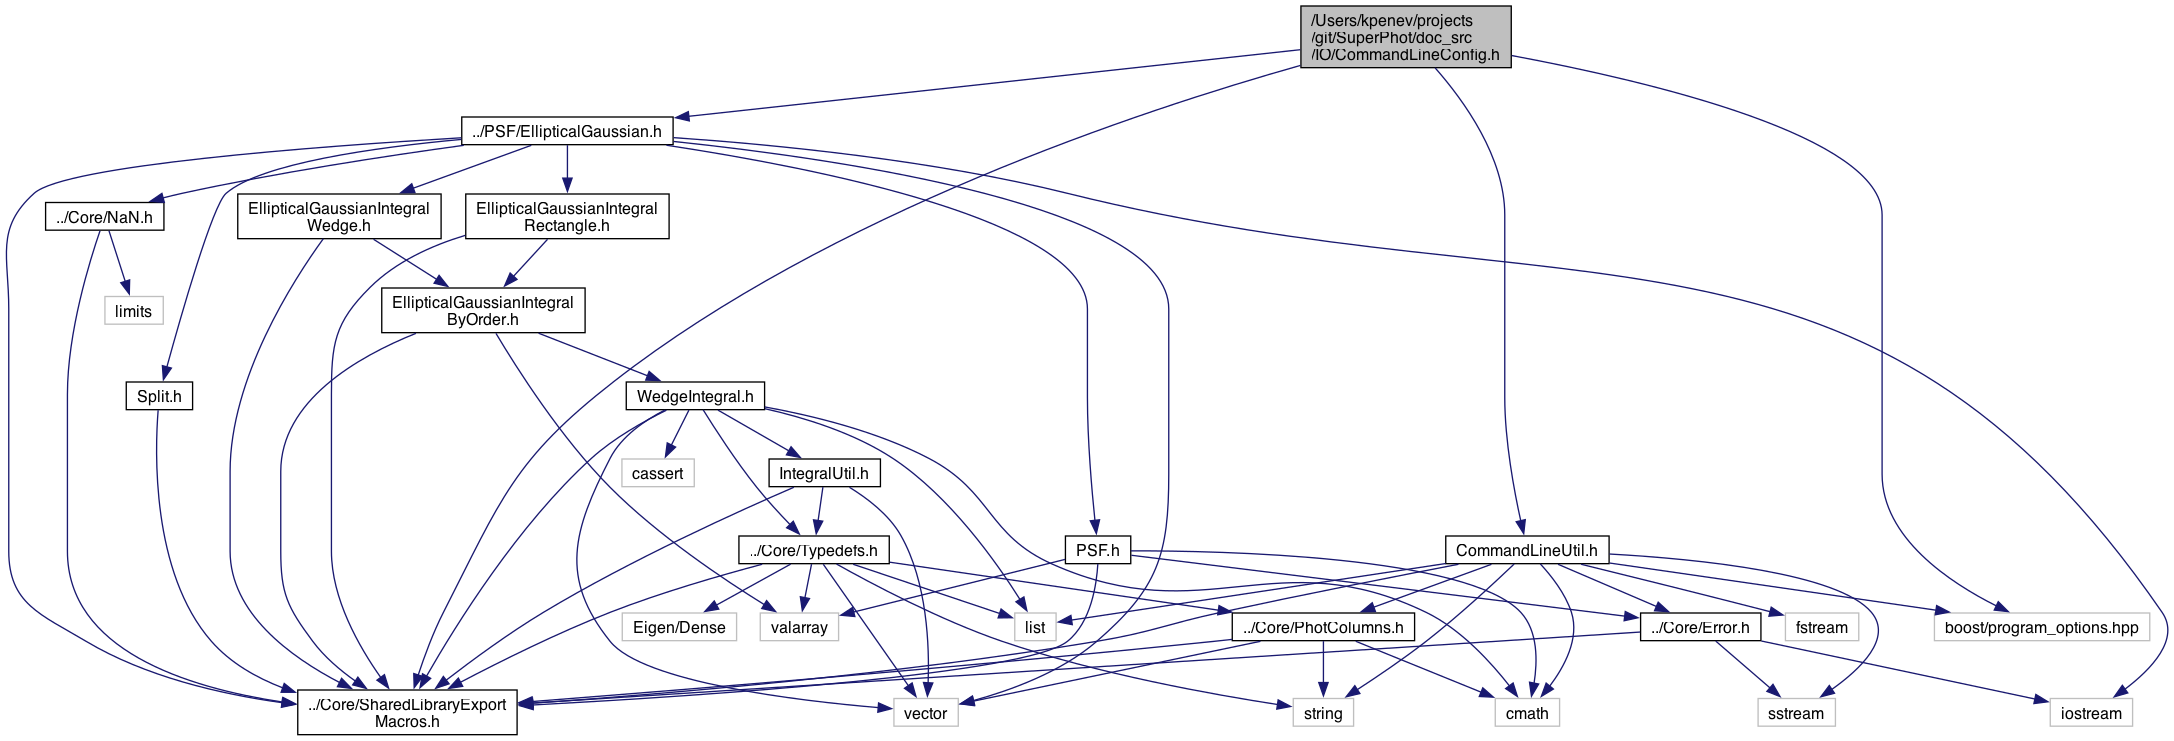 /Users/kpenev/projects
/git/SuperPhot/doc_src
/IO/CommandLineConfig.h
../PSF/EllipticalGaussian.h
../Core/NaN.h
EllipticalGaussianIntegral
Wedge.h
EllipticalGaussianIntegral
Rectangle.h
limits
EllipticalGaussianIntegral
ByOrder.h
Split.h
WedgeIntegral.h
cassert
IntegralUtil.h
../Core/Typedefs.h
PSF.h
CommandLineUtil.h
Eigen/Dense
valarray
list
../Core/PhotColumns.h
../Core/Error.h
fstream
boost/program_options.hpp
../Core/SharedLibraryExport
Macros.h
vector
string
cmath
sstream
iostream